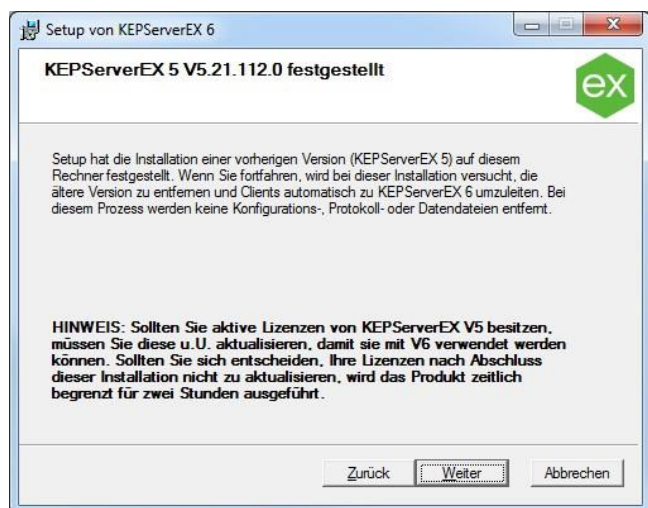 Setup von KEPServerEX 6
KEPServerEX 5 V5.21.112.0 festgestellt
ex
Setup hat die Installation einer vorherigen Version (KEPServerEX 5) auf diesem
Rechner festgestellt. Wenn Sie fortfahren, wird bei dieser Installation versucht, die
ältere Version zu entfernen und Clients automatisch zu KEPServerEX 6 umzuleiten. Bei
diesem Prozess werden keine Konfigurations-, Protokoll- oder Datendateien entfernt.
HINWEIS: Sollten Sie aktive Lizenzen von KEPServerEX V5 besitzen,
müssen Sie diese u.U. aktualisieren, damit sie mit V6 verwendet werden
können. Sollten Sie sich entscheiden, Ihre Lizenzen nach Abschluss
dieser Installation nicht zu aktualisieren, wird das Produkt zeitlich
begrenzt für zwei Stunden ausgeführt.
Zurück Weiter Abbrechen